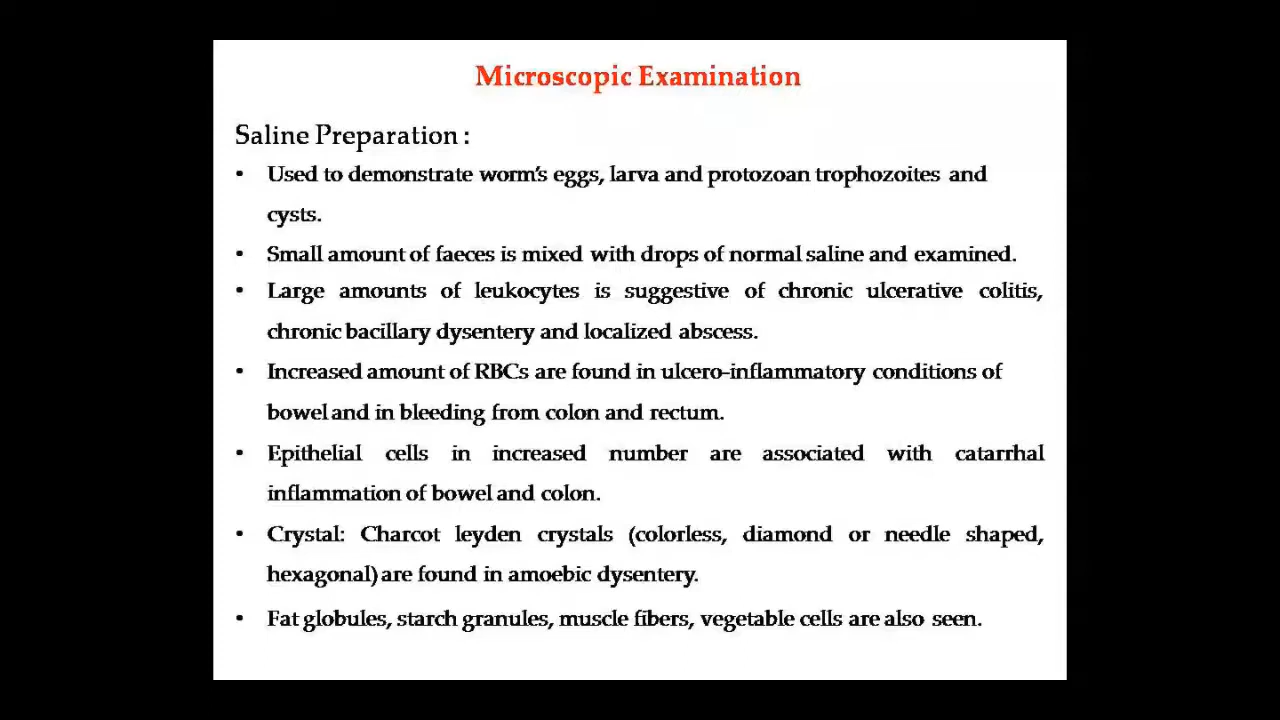 Microscopic Examination
Saline Preparation :
• Used to demonstrate worm's eggs, larva and protozoan trophozoites and
cysts.
• Small amount of faeces is mixed with drops of normal saline and examined.
• Large amounts of leukocytes is suggestive of chronic ulcerative colitis,
chronic bacillary dysentery and localized abscess.
• Increased amount of RBCs are found in ulcero-inflammatory conditions of
bowel and in bleeding from colon and rectum.
• Epithelial cells in increased number are associated with catarrhal
inflammation of bowel and colon.
• Crystal: Charcot leyden crystals (colorless, diamond or needle shaped,
hexagonal) are found in amoebic dysentery.
• Fat globules, starch granules, muscle fibers, vegetable cells are also seen.